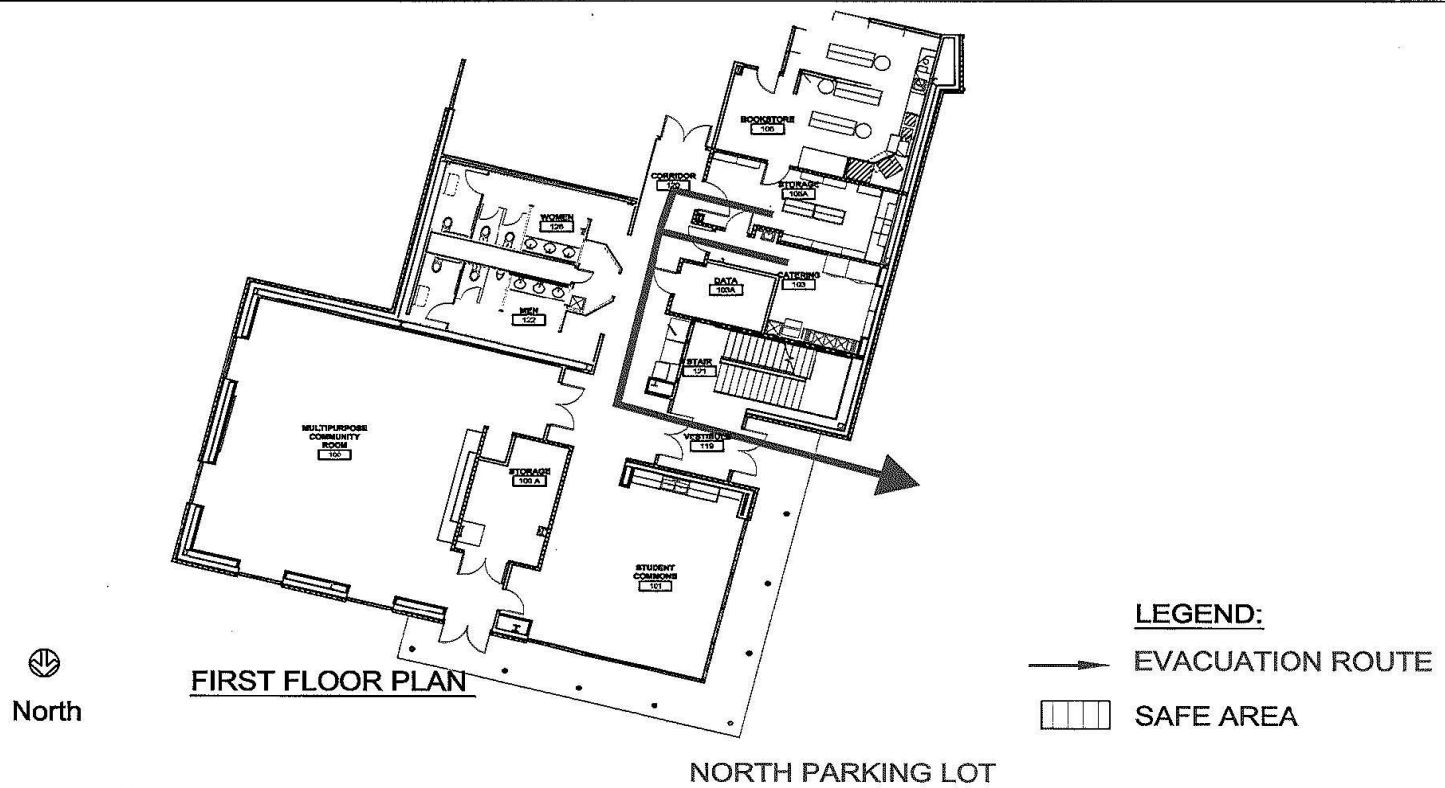 BOOKSTORE
106
CORRIDOR
120
STORAGE
106A
WOMEN
126
DATA
103A
CATERING
103
MEN
122
STAIR
121
MULTIPURPOSE
COMMUNITY
ROOM
100
VESTIBULE
119
STORAGE
100 A
STUDENT
COMMONS
101
LEGEND:
EVACUATION ROUTE
SAFE AREA
North
FIRST FLOOR PLAN
NORTH PARKING LOT